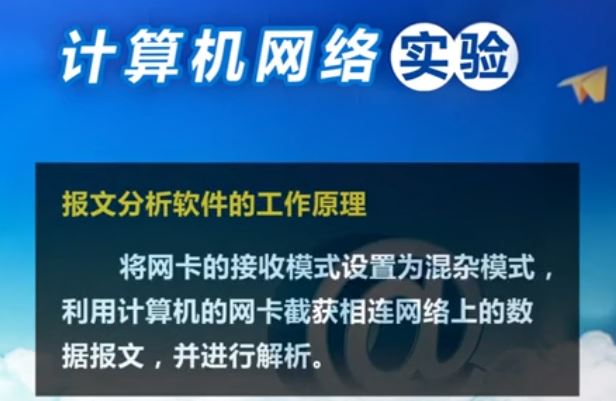 计算机网络实验
报文分析软件的工作原理
将网卡的接收模式设置为混杂模式，
利用计算机的网卡截获相连网络上的数
据报文，并进行解析。